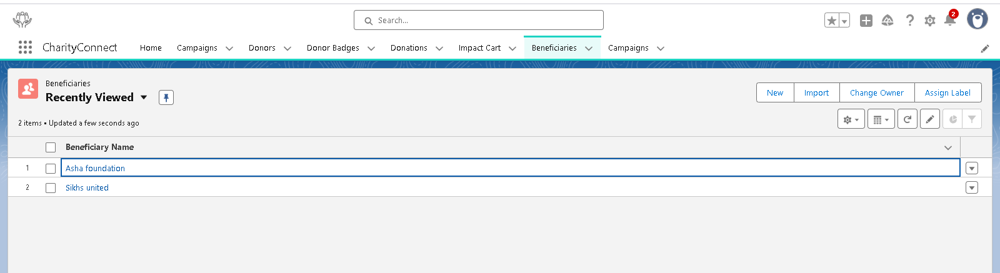 Search...
2
CharityConnect Home Campaigns Donors Donor Badges Donations Impact Cart Beneficiaries Campaigns
Beneficiaries
Recently Viewed
New Import Change Owner Assign Label
2 items • Updated a few seconds ago
Beneficiary Name
1 Asha foundation
2 Sikhs united